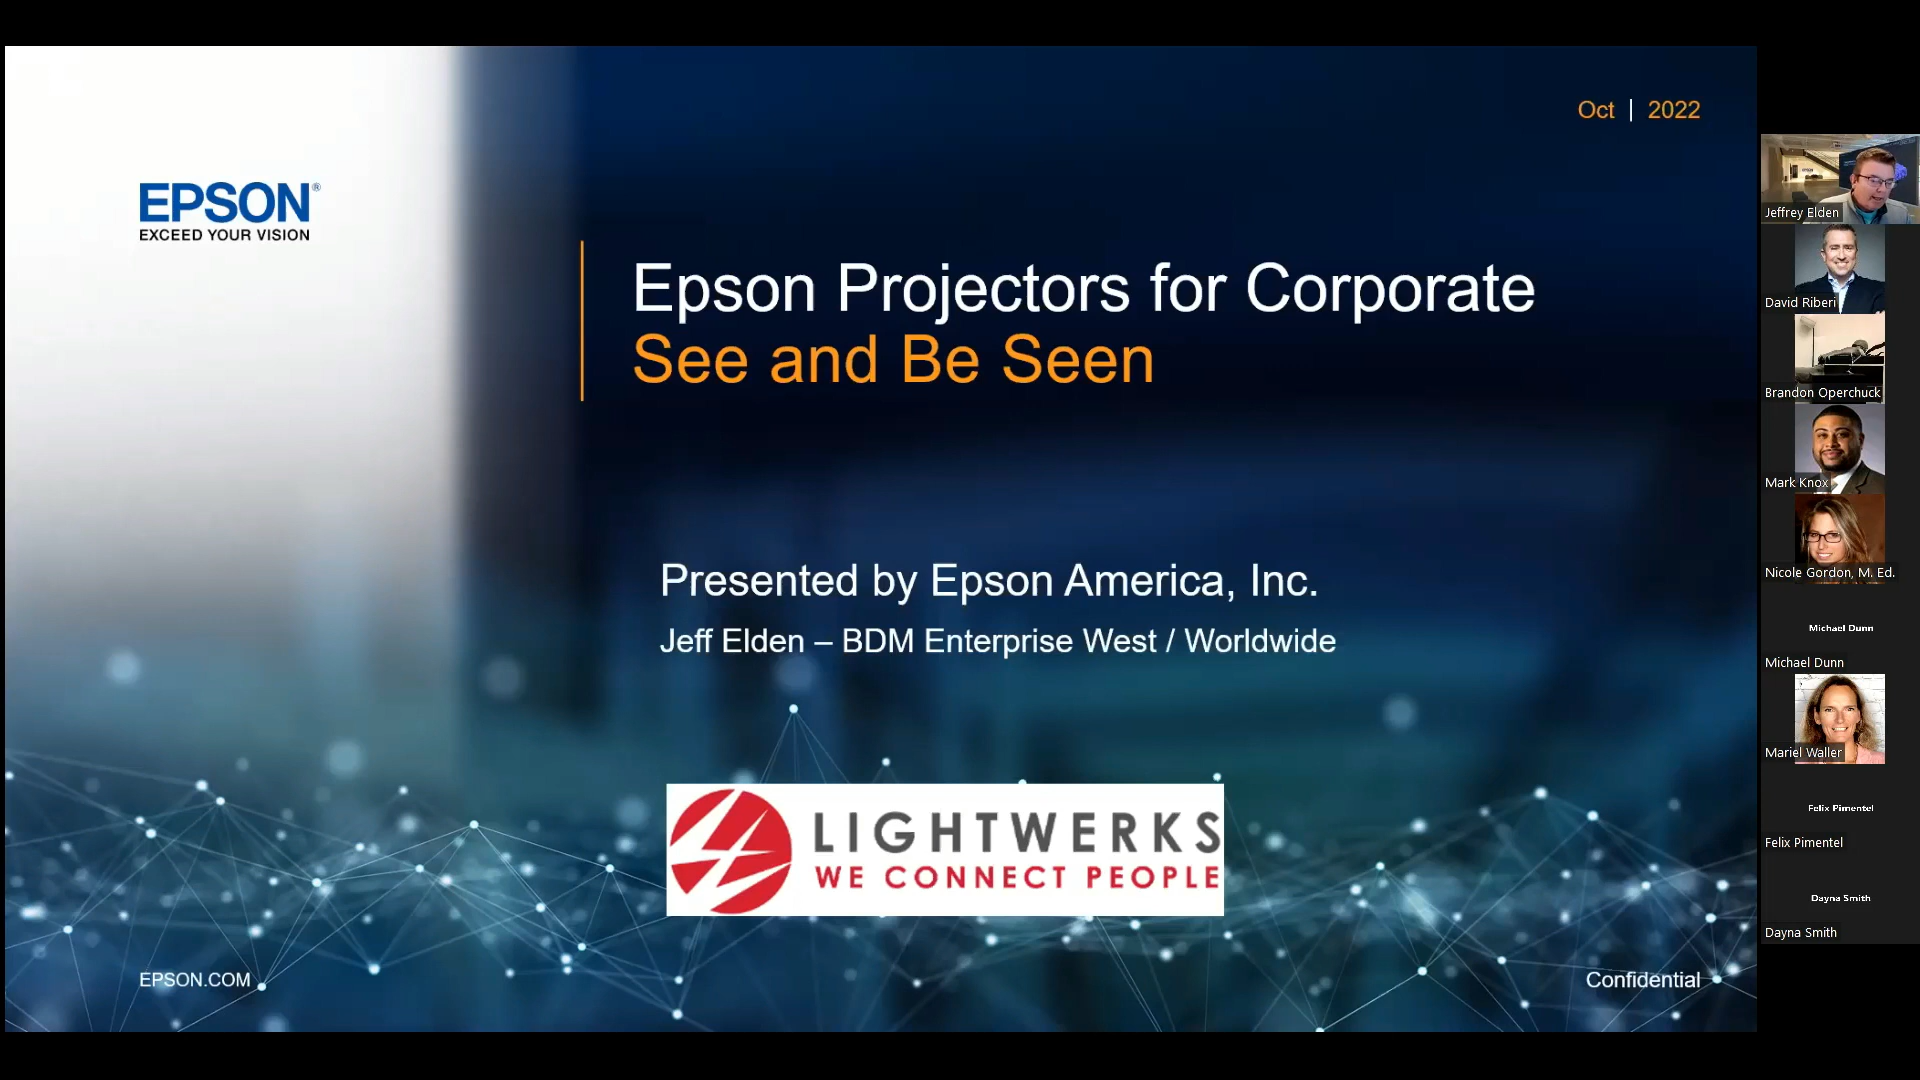 Oct | 2022
EPSON®
EXCEED YOUR VISION
Epson Projectors for Corporate
See and Be Seen
Presented by Epson America, Inc.
Jeff Elden – BDM Enterprise West / Worldwide
LIGHTWERKS
WE CONNECT PEOPLE
EPSON.COM
Confidential
Jeffrey Elden
David Riberi
Brandon Operchuck
Mark Knox
Nicole Gordon, M. Ed.
Michael Dunn
Michael Dunn
Mariel Waller
Felix Pimentel
Felix Pimentel
Dayna Smith
Dayna Smith